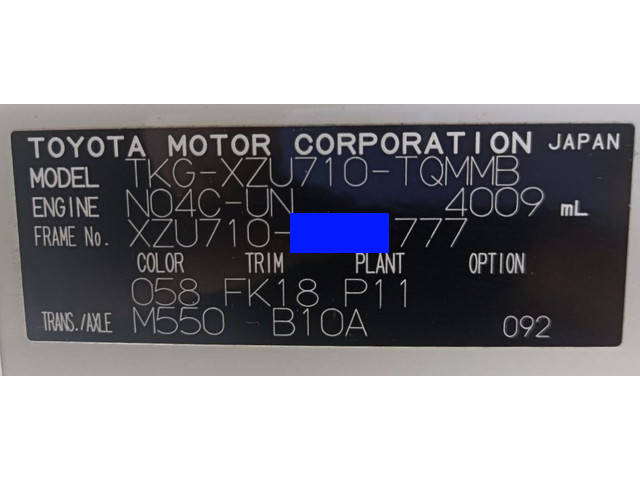 TOYOTA MOTOR CORPORATION JAPAN
MODEL TKG-XZU710-TQMMB
ENGINE N04C-UN 4009 mL
FRAME No. XZU710- 777
COLOR TRIM PLANT OPTION
058 FK18 P11
TRANS./AXLE M550 B10A 092